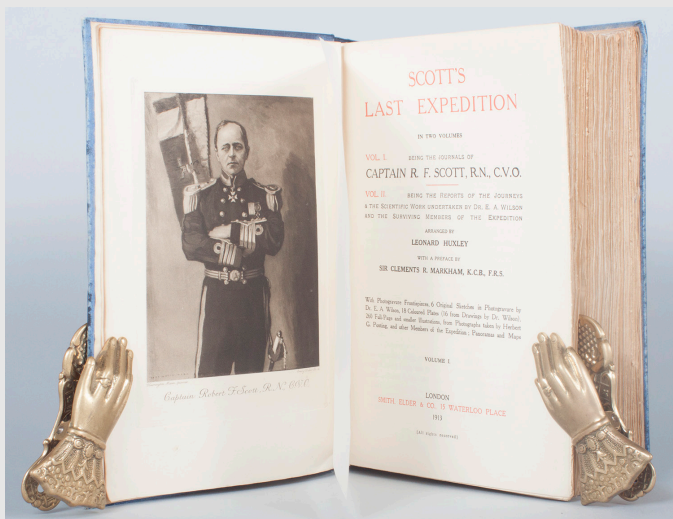 Captain Robert F. Scott, R.N., C.V.O.
SCOTT'S
LAST EXPEDITION
IN TWO VOLUMES
VOL. I. BEING THE JOURNALS OF
CAPTAIN R. F. SCOTT, R.N., C.V.O.
VOL. II. BEING THE REPORTS OF THE JOURNEYS
& THE SCIENTIFIC WORK UNDERTAKEN BY DR. E. A. WILSON
AND THE SURVIVING MEMBERS OF THE EXPEDITION
ARRANGED BY
LEONARD HUXLEY
WITH A PREFACE BY
SIR CLEMENTS R. MARKHAM, K.C.B., F.R.S.
With Photogravure Frontispieces, 6 Original Sketches in Photogravure by
Dr. E. A. Wilson, 18 Coloured Plates (16 from Drawings by Dr. Wilson),
260 Full Page and smaller Illustrations, from Photographs taken by Herbert
G. Ponting, and other Members of the Expedition; Panoramas and Maps
VOLUME I
LONDON
SMITH, ELDER & CO., 15 WATERLOO PLACE
1913
[All rights reserved]